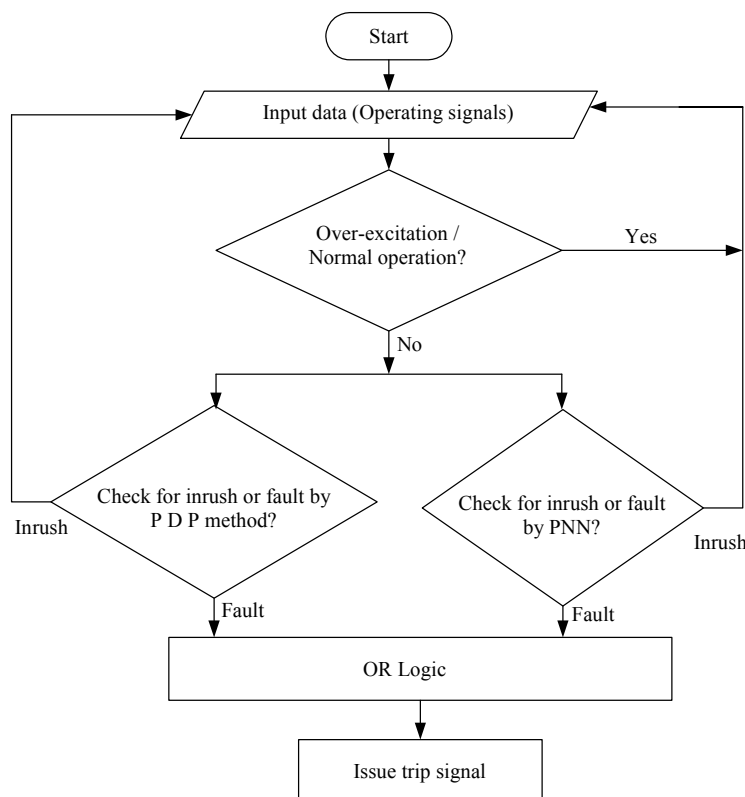 Start
Input data (Operating signals)
Over-excitation /
Normal operation?
Yes
No
Check for inrush or fault by
P D P method?
Inrush
Check for inrush or fault
by PNN?
Inrush
Fault
Fault
OR Logic
Issue trip signal